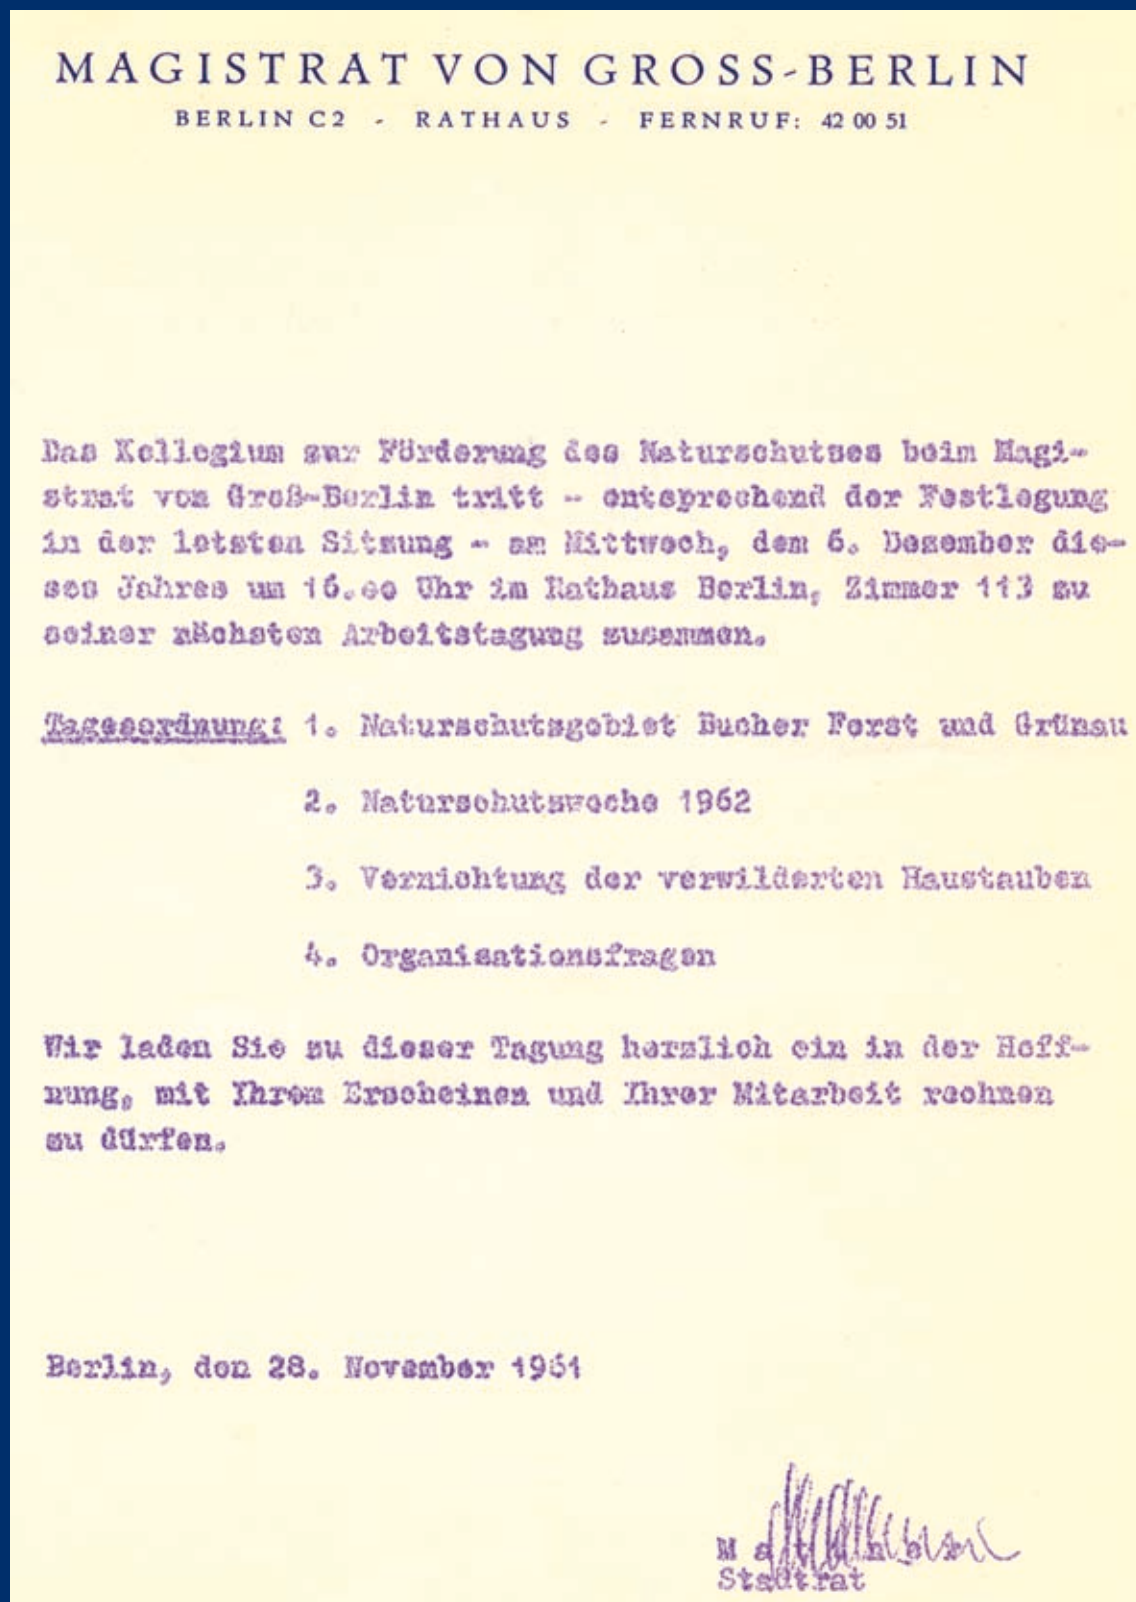 MAGISTRAT VON GROSS-BERLIN
BERLIN C2 - RATHAUS - FERNRUF: 42 00 51
Das Kollegium zur Förderung des Naturschutzes beim Magi-
strat von Groß-Berlin tritt - entsprechend der Festlegung
in der letzten Sitzung - am Mittwoch, dem 6. Dezember die-
ses Jahres um 16.00 Uhr im Rathaus Berlin, Zimmer 113 zu
seiner nächsten Arbeitstagung zusammen.
Tagesordnung: 1. Naturschutzgebiet Bucher Forst und Grünau
2. Naturschutzwoche 1962
3. Vernichtung der verwilderten Haustauben
4. Organisationsfragen
Wir laden Sie zu dieser Tagung herzlich ein in der Hoff-
nung, mit Ihrem Erscheinen und Ihrer Mitarbeit rechnen
zu dürfen.
Berlin, den 28. November 1961
Stadtrat